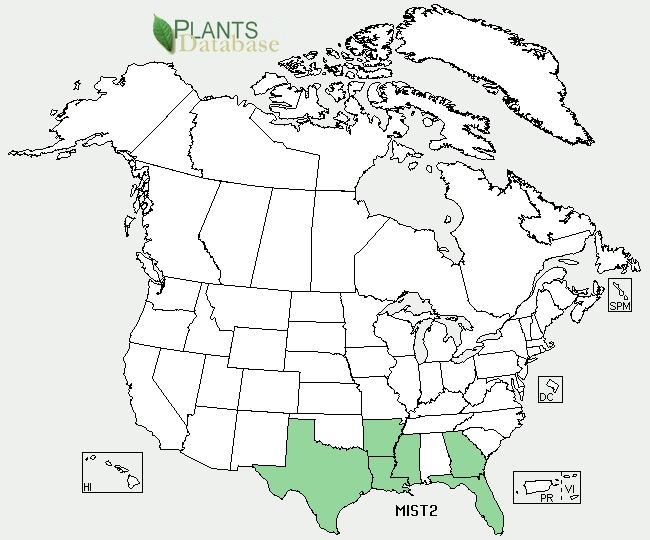 PLANTS
Database
SPM
DC
HI
PR
VI
MIST2